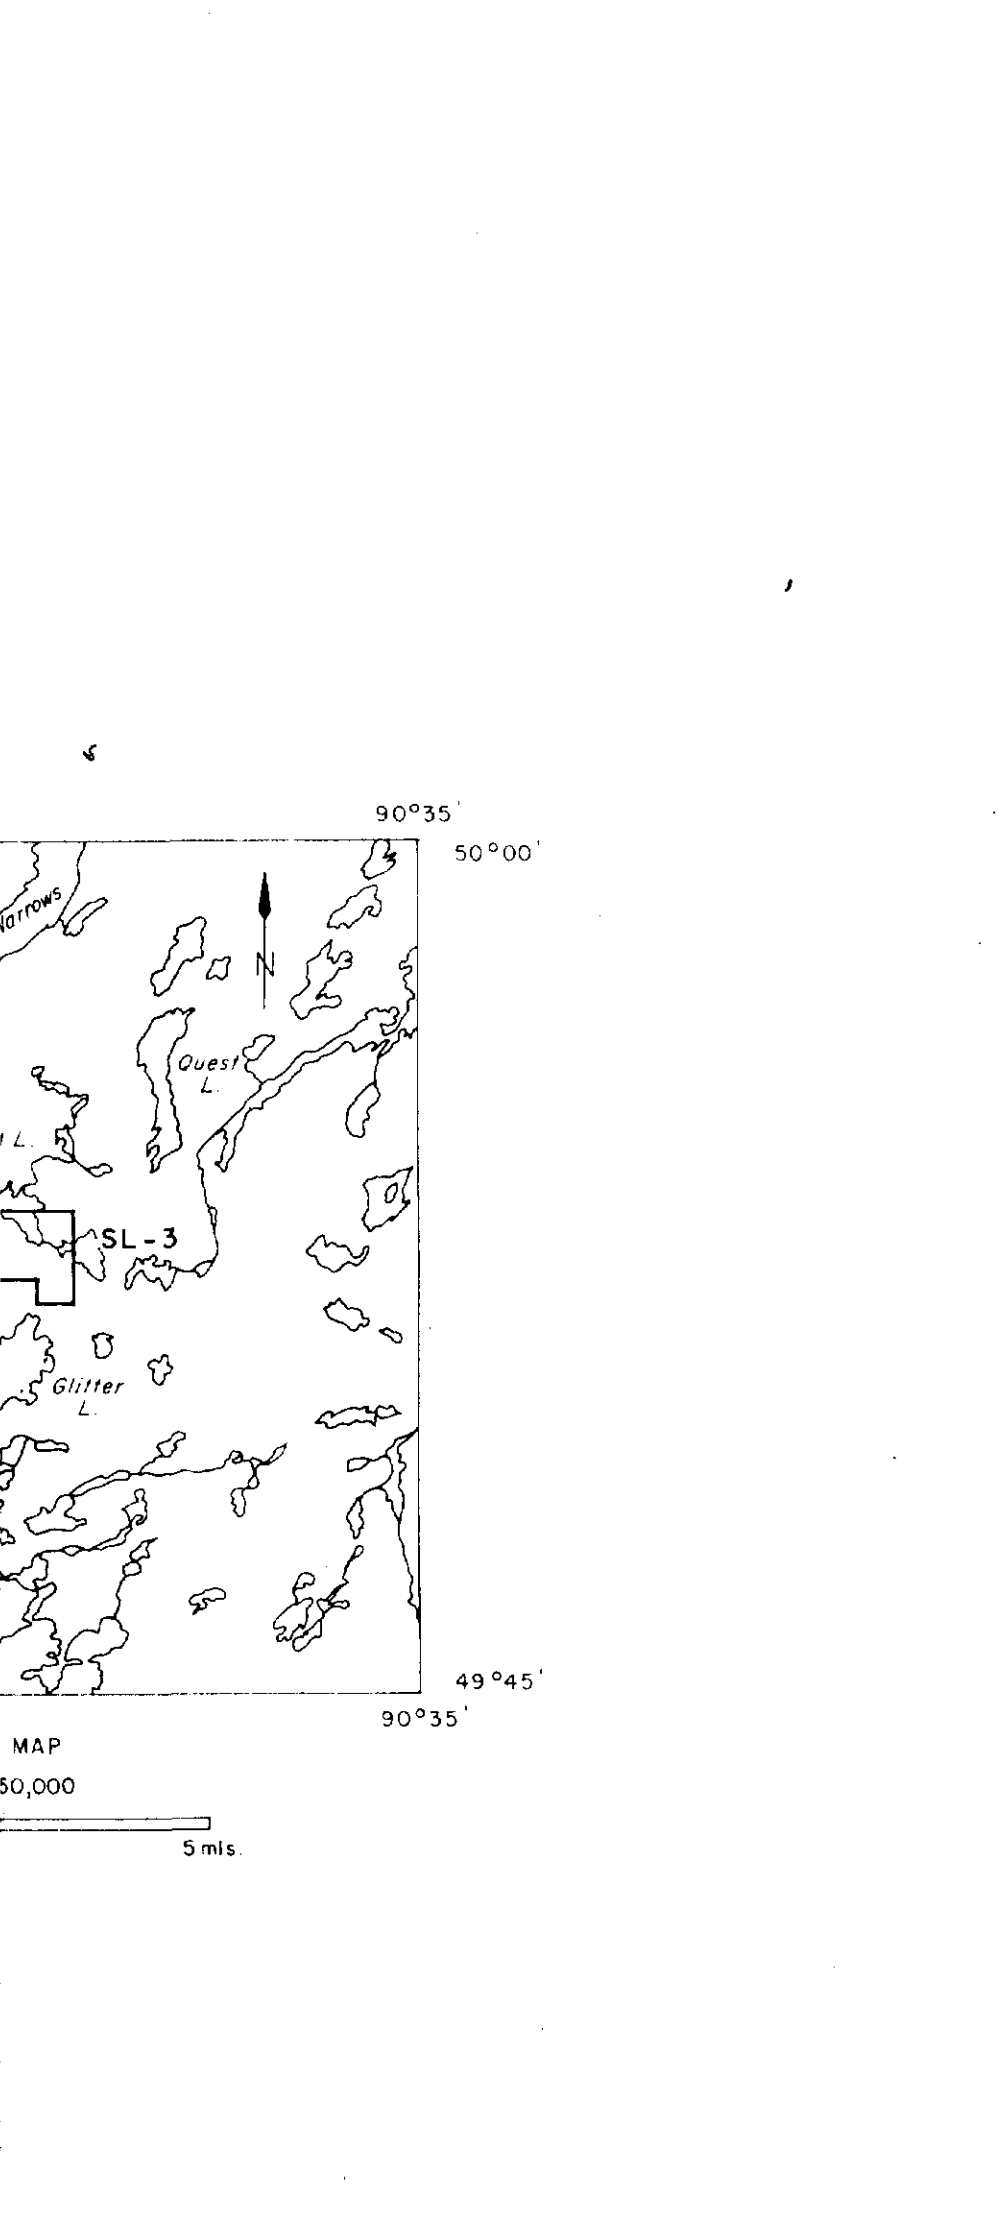 90°35'
50°00'
Narrows
N
Quest
L.
L.
SL-3
Glitter
L.
49°45'
90°35'
MAP
50,000
5 mls.